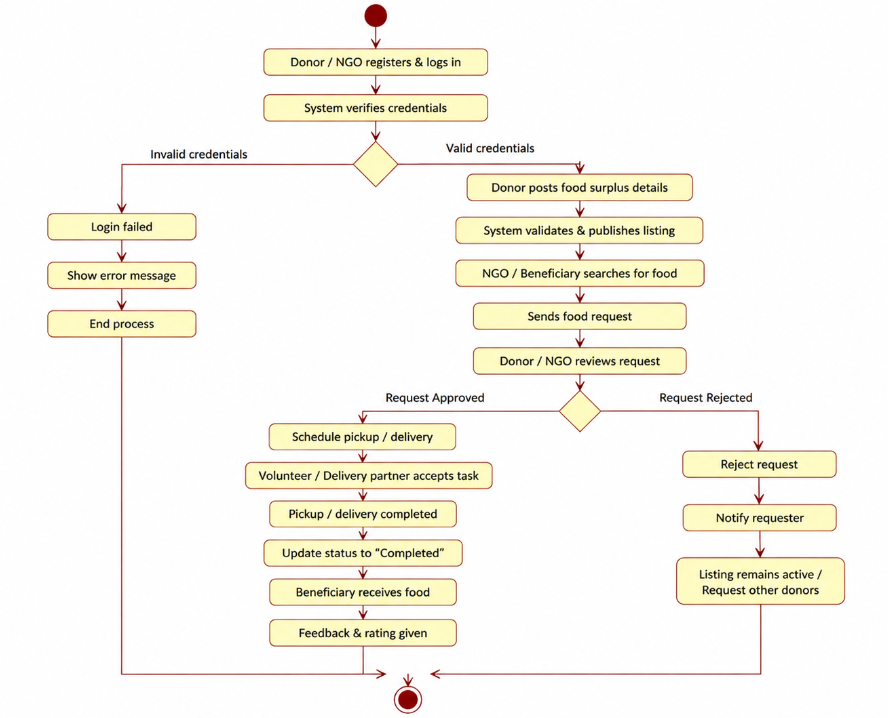 Donor / NGO registers & logs in
System verifies credentials
Invalid credentials
Valid credentials
Donor posts food surplus details
System validates & publishes listing
NGO / Beneficiary searches for food
Sends food request
Donor / NGO reviews request
Login failed
Show error message
End process
Request Approved
Request Rejected
Schedule pickup / delivery
Volunteer / Delivery partner accepts task
Pickup / delivery completed
Update status to “Completed”
Beneficiary receives food
Feedback & rating given
Reject request
Notify requester
Listing remains active /
Request other donors